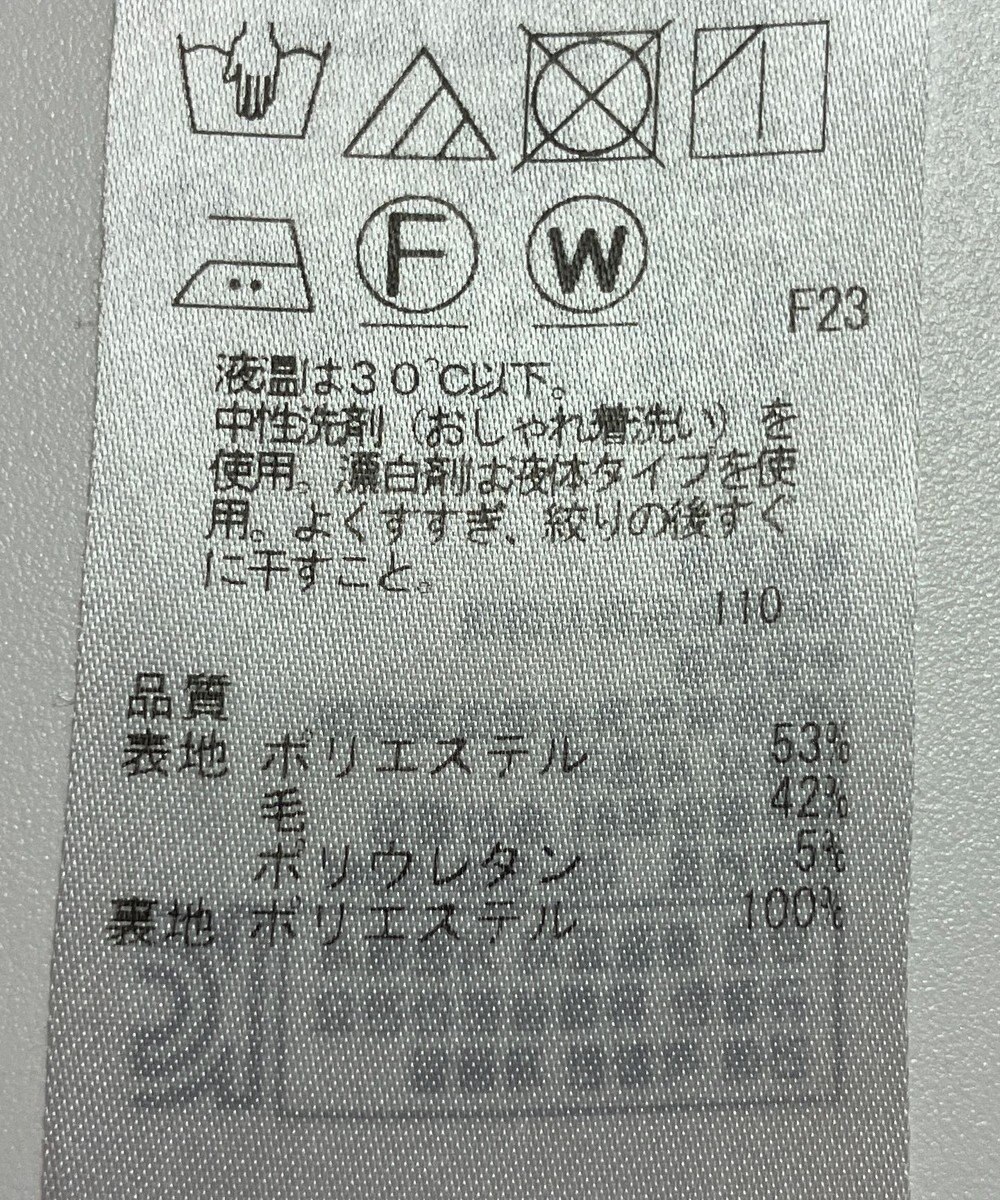 F W
F23
液温は30℃以下。
中性洗剤(おしゃれ着洗い)を
使用。漂白剤は液体タイプを使
用。よくすすぎ、絞りの後すぐ
に干すこと。
110
品質
表地 ポリエステル 53%
毛 42%
ポリウレタン 5%
裏地 ポリエステル 100%